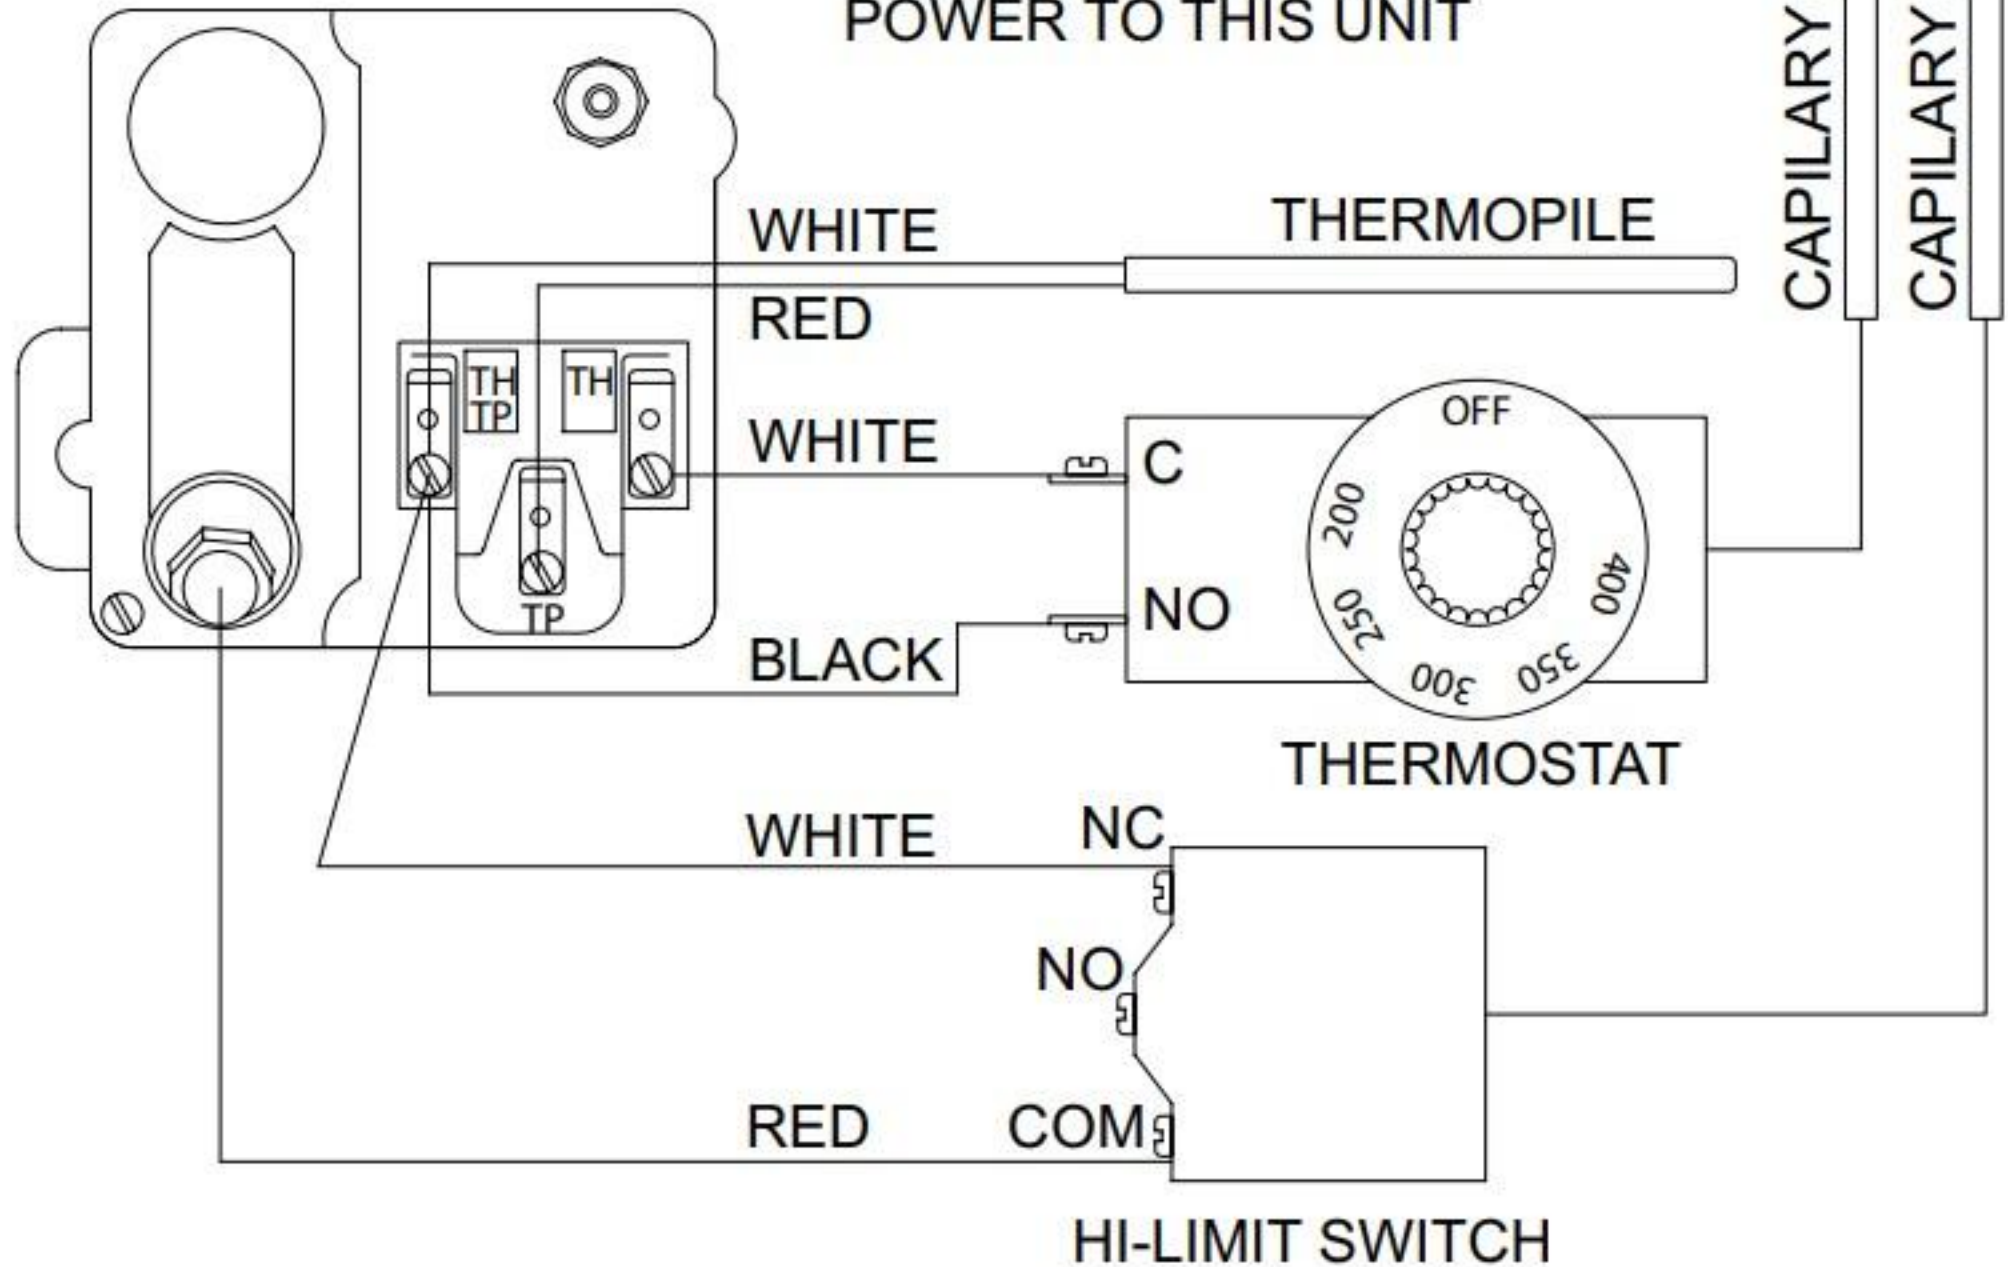 POWER TO THIS UNIT
CAPILARY
CAPILARY
WHITE
THERMOPILE
RED
TH
TP
TH
WHITE
C
OFF
200
250
300
350
400
NO
TP
BLACK
THERMOSTAT
WHITE
NC
NO
RED
COM
HI-LIMIT SWITCH